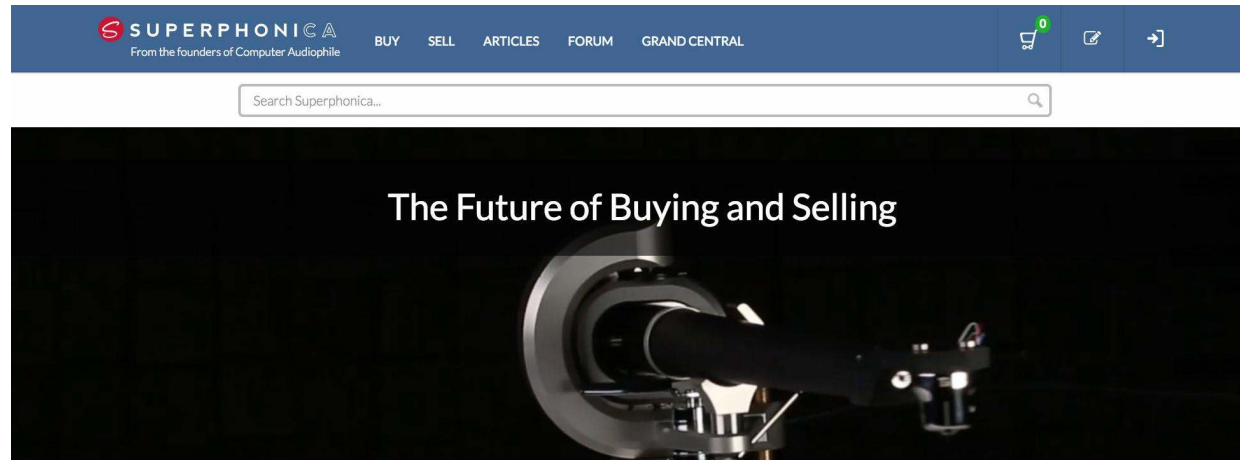 SUPERPHONICA
From the founders of Computer Audiophile
BUY SELL ARTICLES FORUM GRAND CENTRAL
0
Search Superphonica...
The Future of Buying and Selling